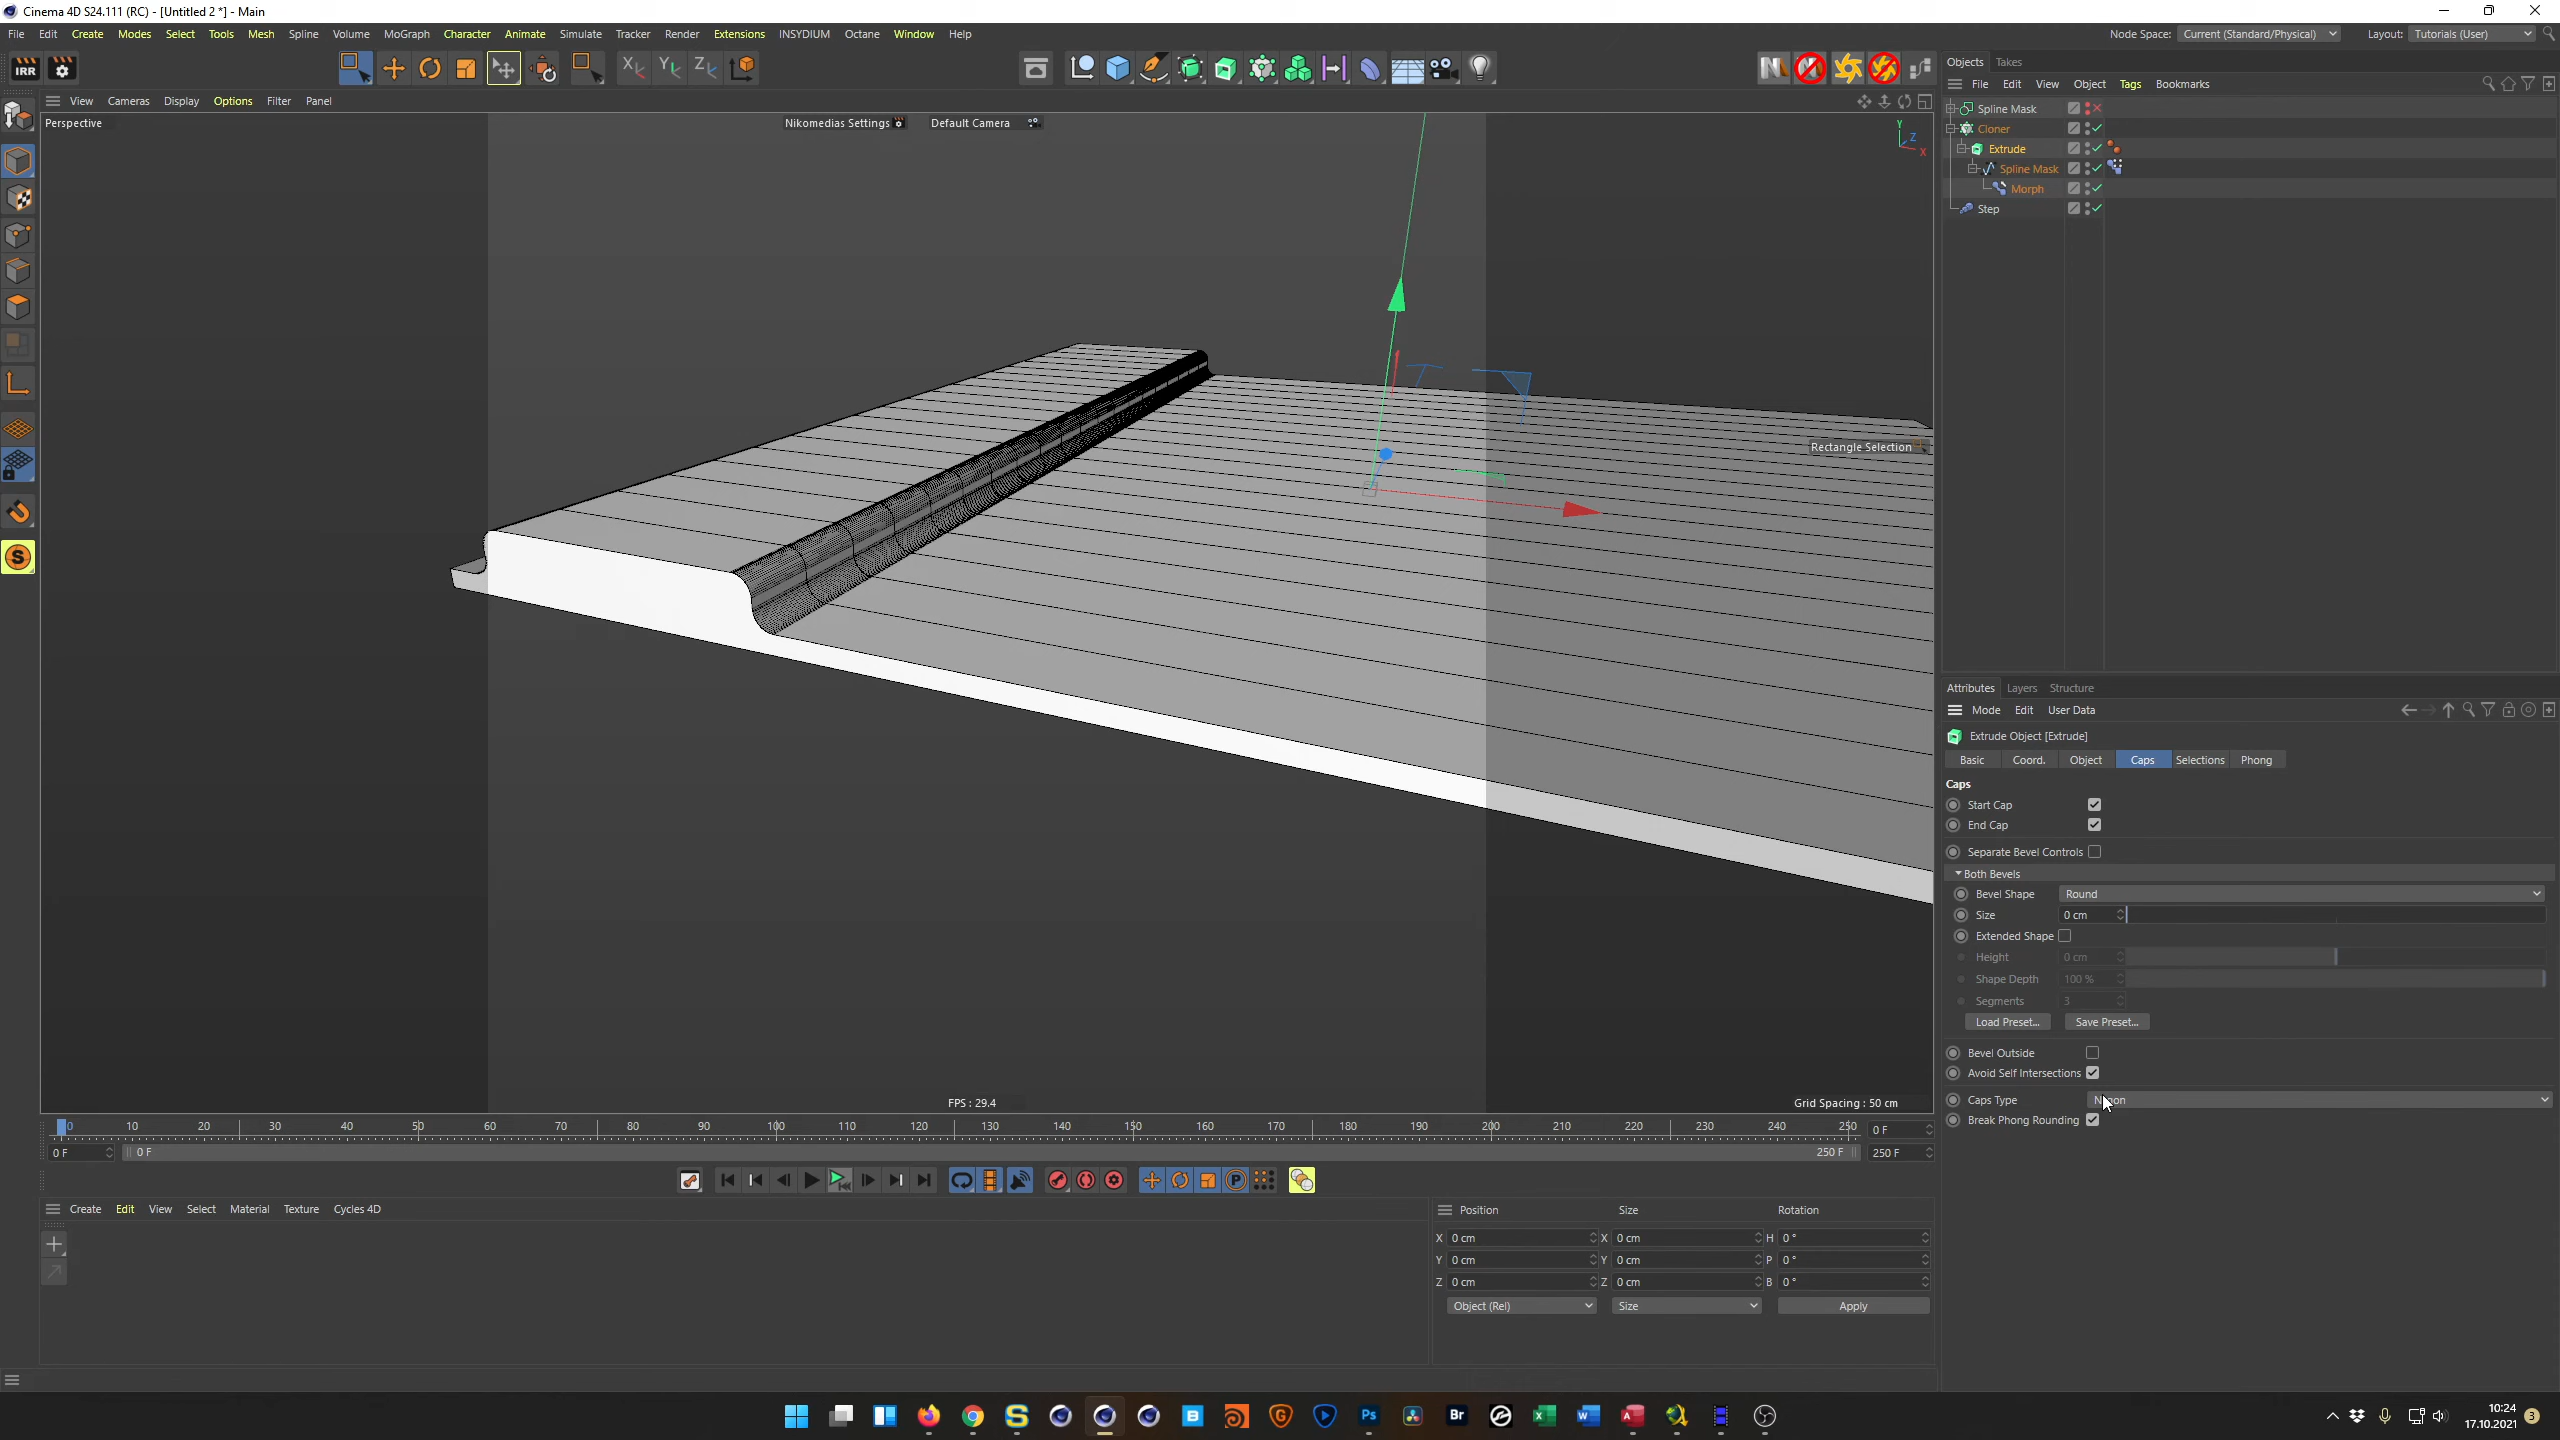 Cinema 4D S24.111 (RC) - [Untitled 2 *] - Main
File Edit Create Modes Select Tools Mesh Spline Volume MoGraph Character Animate Simulate Tracker Render Extensions INSYDIUM Octane Window Help
Node Space: Current (Standard/Physical) Layout: Tutorials (User)
IRR
Objects Takes
File Edit View Object Tags Bookmarks
View Cameras Display Options Filter Panel
Perspective
Nikomedias Settings
Default Camera
Y
Z
X
Spline Mask
Cloner
Extrude
Spline Mask
Morph
Step
Rectangle Selection
FPS : 29.4
Grid Spacing : 50 cm
Attributes Layers Structure
Mode Edit User Data
Extrude Object [Extrude]
Basic Coord. Object Caps Selections Phong
Caps
Start Cap
End Cap
Separate Bevel Controls
Both Bevels
Bevel Shape Round
Size 0 cm
Extended Shape
Height 0 cm
Shape Depth 100 %
Segments 3
Load Preset... Save Preset...
Bevel Outside
Avoid Self Intersections
Caps Type
Break Phong Rounding
0 10 20 30 40 50 60 70 80 90 100 110 120 130 140 150 160 170 180 190 200 210 220 230 240 250 0 F
0 F 0 F 250 F 250 F
Create Edit View Select Material Texture Cycles 4D
Position Size Rotation
X 0 cm X 0 cm H 0 °
Y 0 cm Y 0 cm P 0 °
Z 0 cm Z 0 cm B 0 °
Object (Rel) Size Apply
10:24
17.10.2021
3